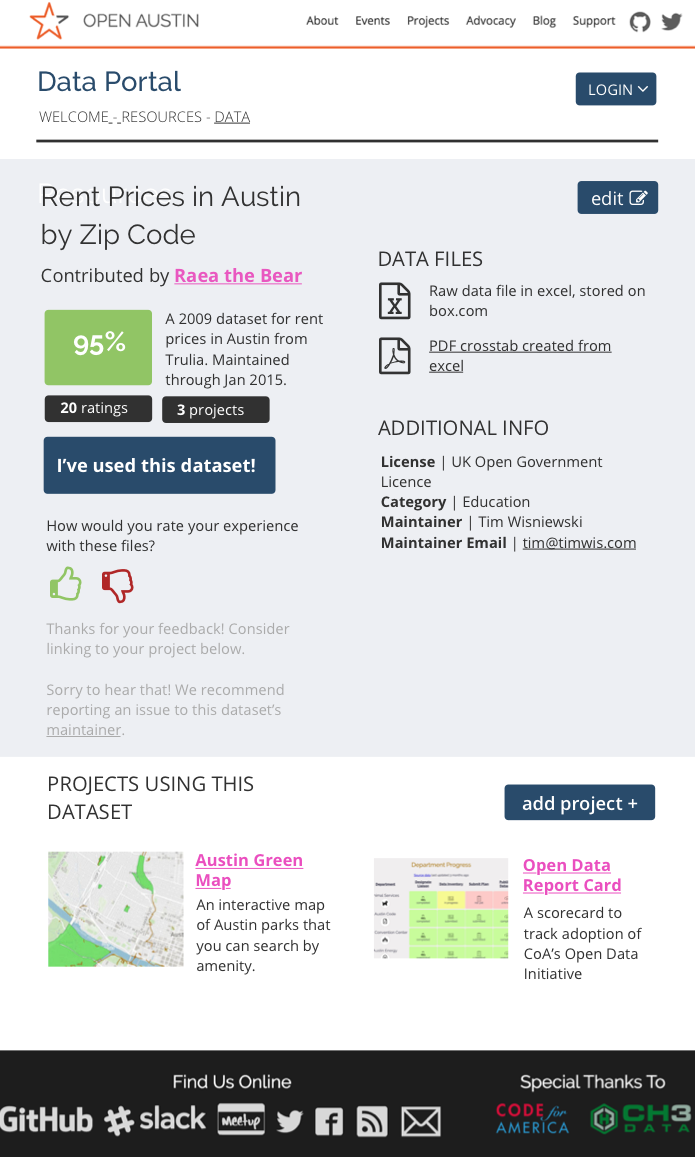 OPEN AUSTIN
About Events Projects Advocacy Blog Support
Data Portal
LOGIN
WELCOME - RESOURCES - DATA
Rent Prices in Austin
by Zip Code
edit
Contributed by Raea the Bear
95%
A 2009 dataset for rent
prices in Austin from
Trulia. Maintained
through Jan 2015.
20 ratings
3 projects
I've used this dataset!
How would you rate your experience
with these files?
Thanks for your feedback! Consider
linking to your project below.
Sorry to hear that! We recommend
reporting an issue to this dataset's
maintainer.
DATA FILES
X
Raw data file in excel, stored on
box.com
PDF crosstab created from
excel
ADDITIONAL INFO
License | UK Open Government
Licence
Category | Education
Maintainer | Tim Wisniewski
Maintainer Email | tim@timwis.com
PROJECTS USING THIS
DATASET
add project +
Austin Green
Map
An interactive map
of Austin parks that
you can search by
amenity.
Department Progress
Department
Open Data
Report Card
A scorecard to
track adoption of
CoA's Open Data
Initiative
Find Us Online
GitHub slack Meetup
Special Thanks To
CODE for
AMERICA
CH3
DATA